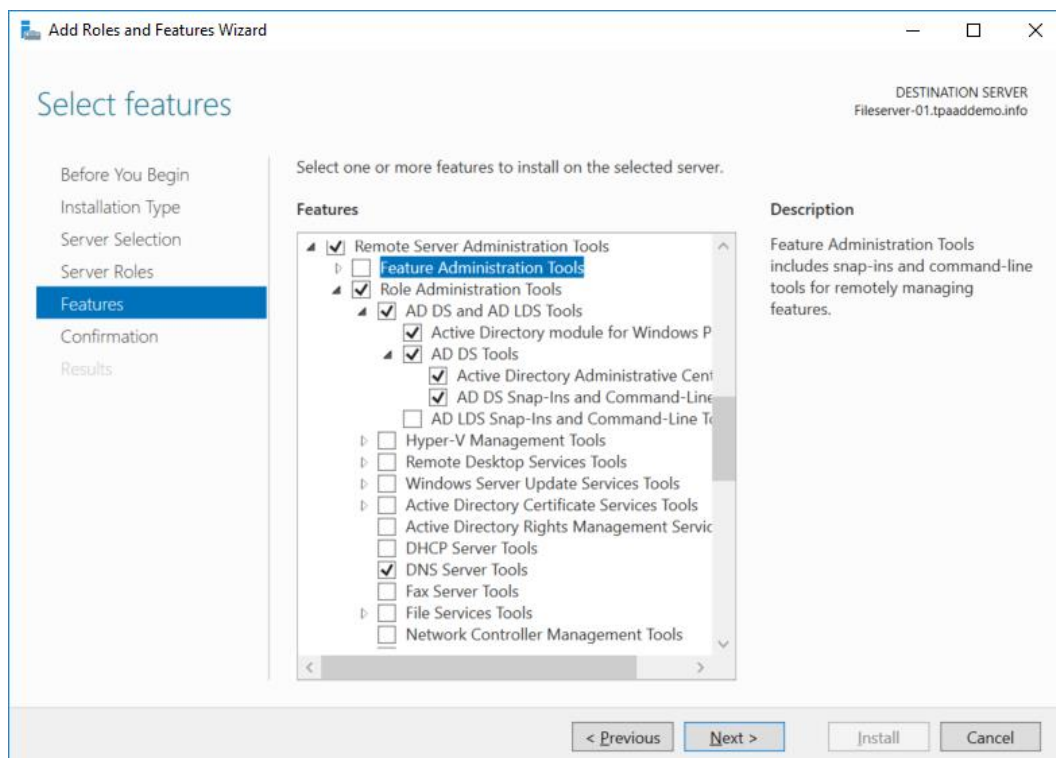 Add Roles and Features Wizard
Select features
DESTINATION SERVER
Fileserver-01.tpaaddemo.info
Before You Begin
Installation Type
Server Selection
Server Roles
Features
Confirmation
Results
Select one or more features to install on the selected server.
Features
Remote Server Administration Tools
Feature Administration Tools
Role Administration Tools
AD DS and AD LDS Tools
Active Directory module for Windows P
AD DS Tools
Active Directory Administrative Cent
AD DS Snap-Ins and Command-Line
AD LDS Snap-Ins and Command-Line To
Hyper-V Management Tools
Remote Desktop Services Tools
Windows Server Update Services Tools
Active Directory Certificate Services Tools
Active Directory Rights Management Servic
DHCP Server Tools
DNS Server Tools
Fax Server Tools
File Services Tools
Network Controller Management Tools
Description
Feature Administration Tools
includes snap-ins and command-line
tools for remotely managing
features.
< Previous
Next >
Install
Cancel